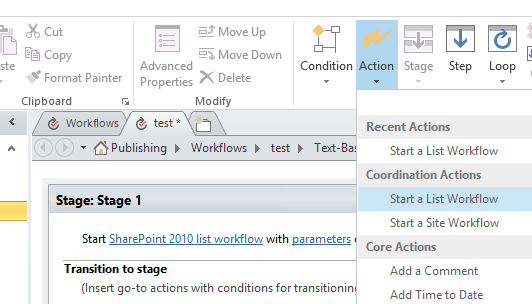 Cut
Copy
Format Painter
Clipboard
Advanced
Properties
Move Up
Move Down
Delete
Modify
Condition
Action
Stage
Step
Loop
Workflows
test *
Publishing
Workflows
test
Recent Actions
Start a List Workflow
Coordination Actions
Start a List Workflow
Start a Site Workflow
Core Actions
Add a Comment
Add Time to Date
Stage: Stage 1
Start SharePoint 2010 list workflow with parameters
Transition to stage
(Insert go-to actions with conditions for transitioning